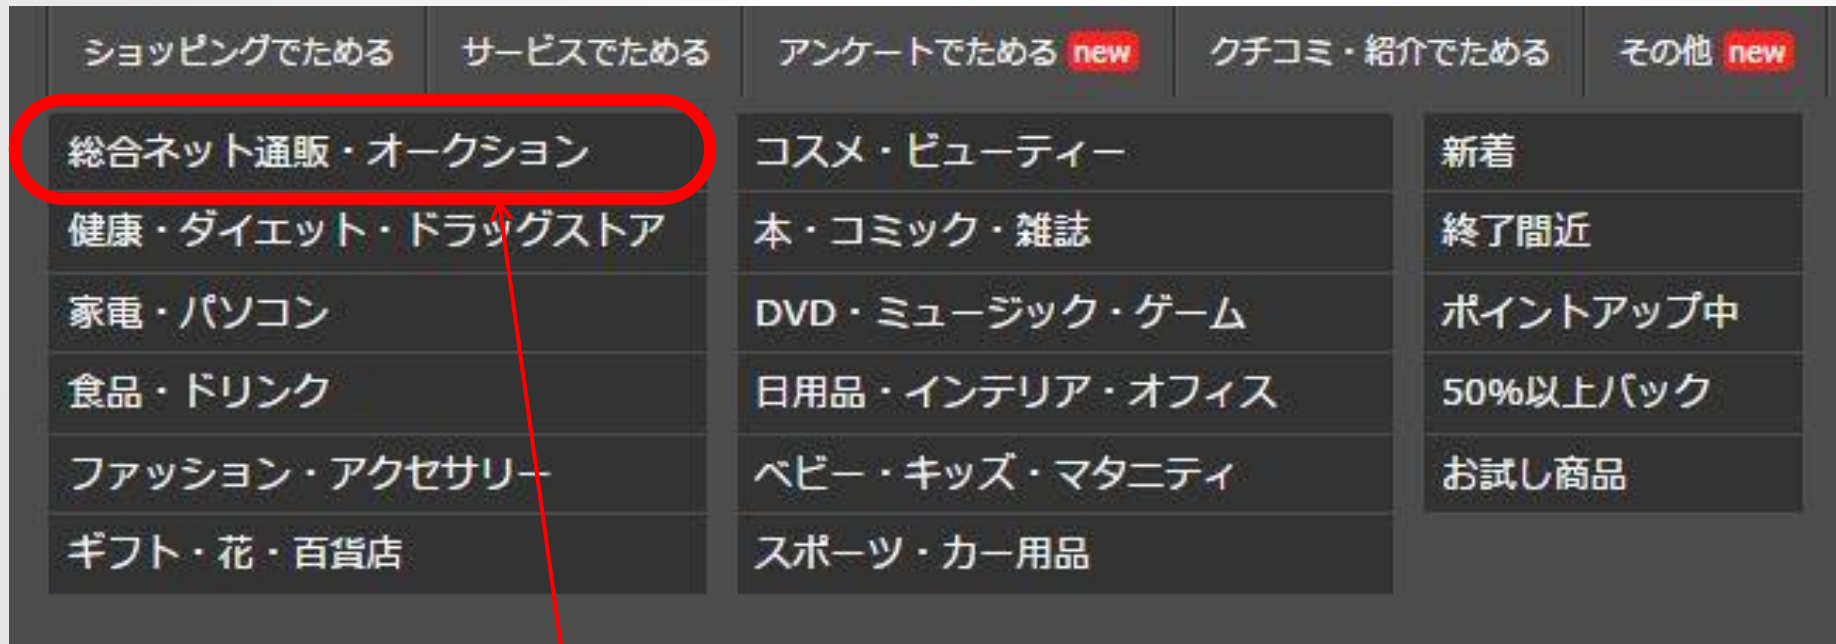 ショッピングでためる サービスでためる アンケートでためる new クチコミ・紹介でためる その他 new
総合ネット通販・オークション
健康・ダイエット・ドラッグストア
家電・パソコン
食品・ドリンク
ファッション・アクセサリー
ギフト・花・百貨店
コスメ・ビューティー
本・コミック・雑誌
DVD・ミュージック・ゲーム
日用品・インテリア・オフィス
ベビー・キッズ・マタニティ
スポーツ・カー用品
新着
終了間近
ポイントアップ中
50%以上バック
お試し商品